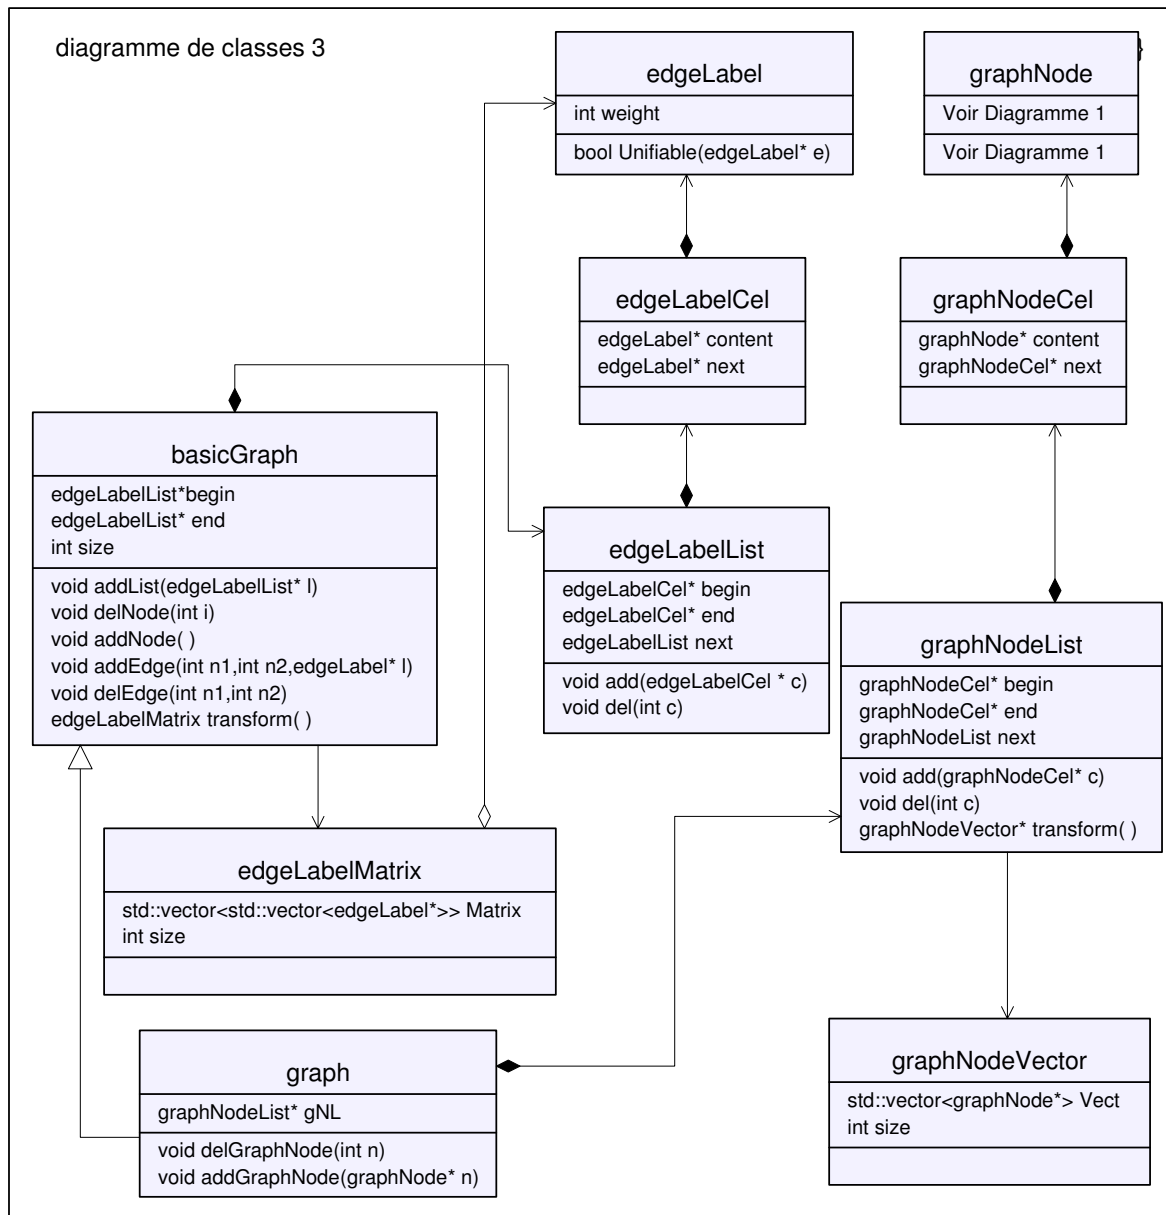 diagramme de classes 3
edgeLabel
int weight
bool Unifiable(edgeLabel* e)
graphNode
Voir Diagramme 1
Voir Diagramme 1
edgeLabelCel
edgeLabel* content
edgeLabel* next
graphNodeCel
graphNode* content
graphNodeCel* next
basicGraph
edgeLabelList*begin
edgeLabelList* end
int size
void addList(edgeLabelList* l)
void delNode(int i)
void addNode( )
void addEdge(int n1,int n2,edgeLabel* l)
void delEdge(int n1,int n2)
edgeLabelMatrix transform( )
edgeLabelList
edgeLabelCel* begin
edgeLabelCel* end
edgeLabelList next
void add(edgeLabelCel * c)
void del(int c)
graphNodeList
graphNodeCel* begin
graphNodeCel* end
graphNodeList next
void add(graphNodeCel* c)
void del(int c)
graphNodeVector* transform( )
edgeLabelMatrix
std::vector<std::vector<edgeLabel*>> Matrix
int size
graph
graphNodeList* gNL
void delGraphNode(int n)
void addGraphNode(graphNode* n)
graphNodeVector
std::vector<graphNode*> Vect
int size